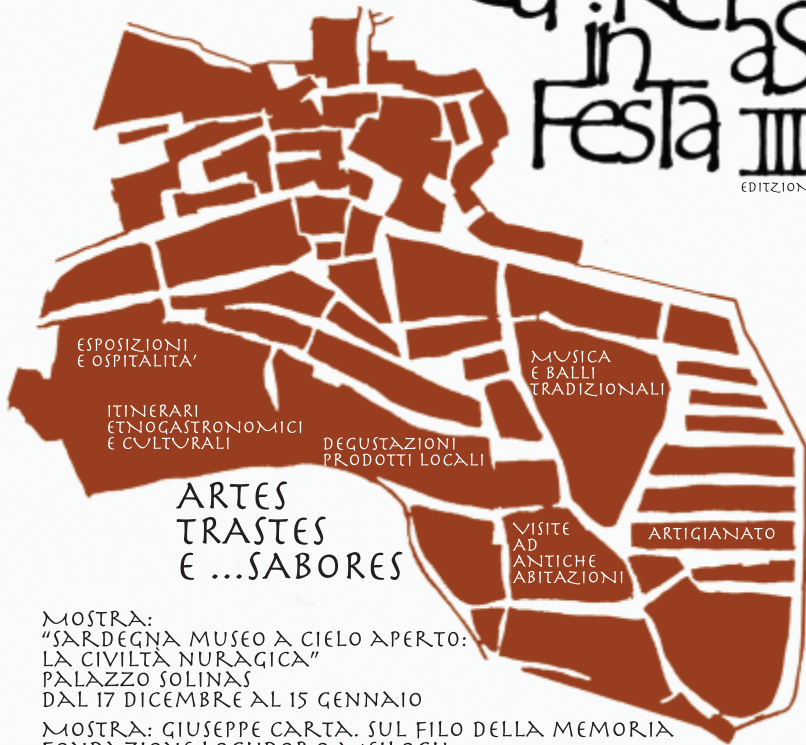 in
Festa III
ESPOSIZIONI
E OSPITALITA'
ITINERARI
ETNOGASTRONOMICI
E CULTURALI
DEGUSTAZIONI
PRODOTTI LOCALI
MUSICA
E BALLI
TRADIZIONALI
VISITE
AD
ANTICHE
ABITAZIONI
ARTIGIANATO
ARTES
TRASTES
E ...SABORES
MOSTRA:
"SARDEGNA MUSEO A CIELO APERTO:
LA CIVILTÀ NURAGICA"
PALAZZO SOLINAS
DAL 17 DICEMBRE AL 15 GENNAIO
MOSTRA: GIUSEPPE CARTA. SUL FILO DELLA MEMORIA